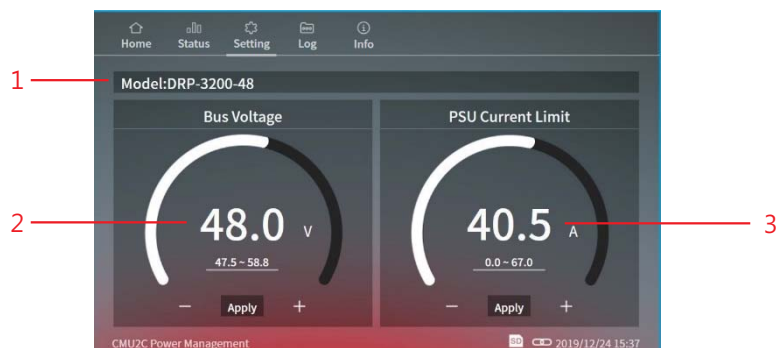 Home Status Setting Log Info
1
Model:DRP-3200-48
Bus Voltage
PSU Current Limit
2
48.0 V
40.5 A
3
47.5 ~ 58.8
0.0 ~ 67.0
− Apply +
− Apply +
CMU2C Power Management
SD 2019/12/24 15:37